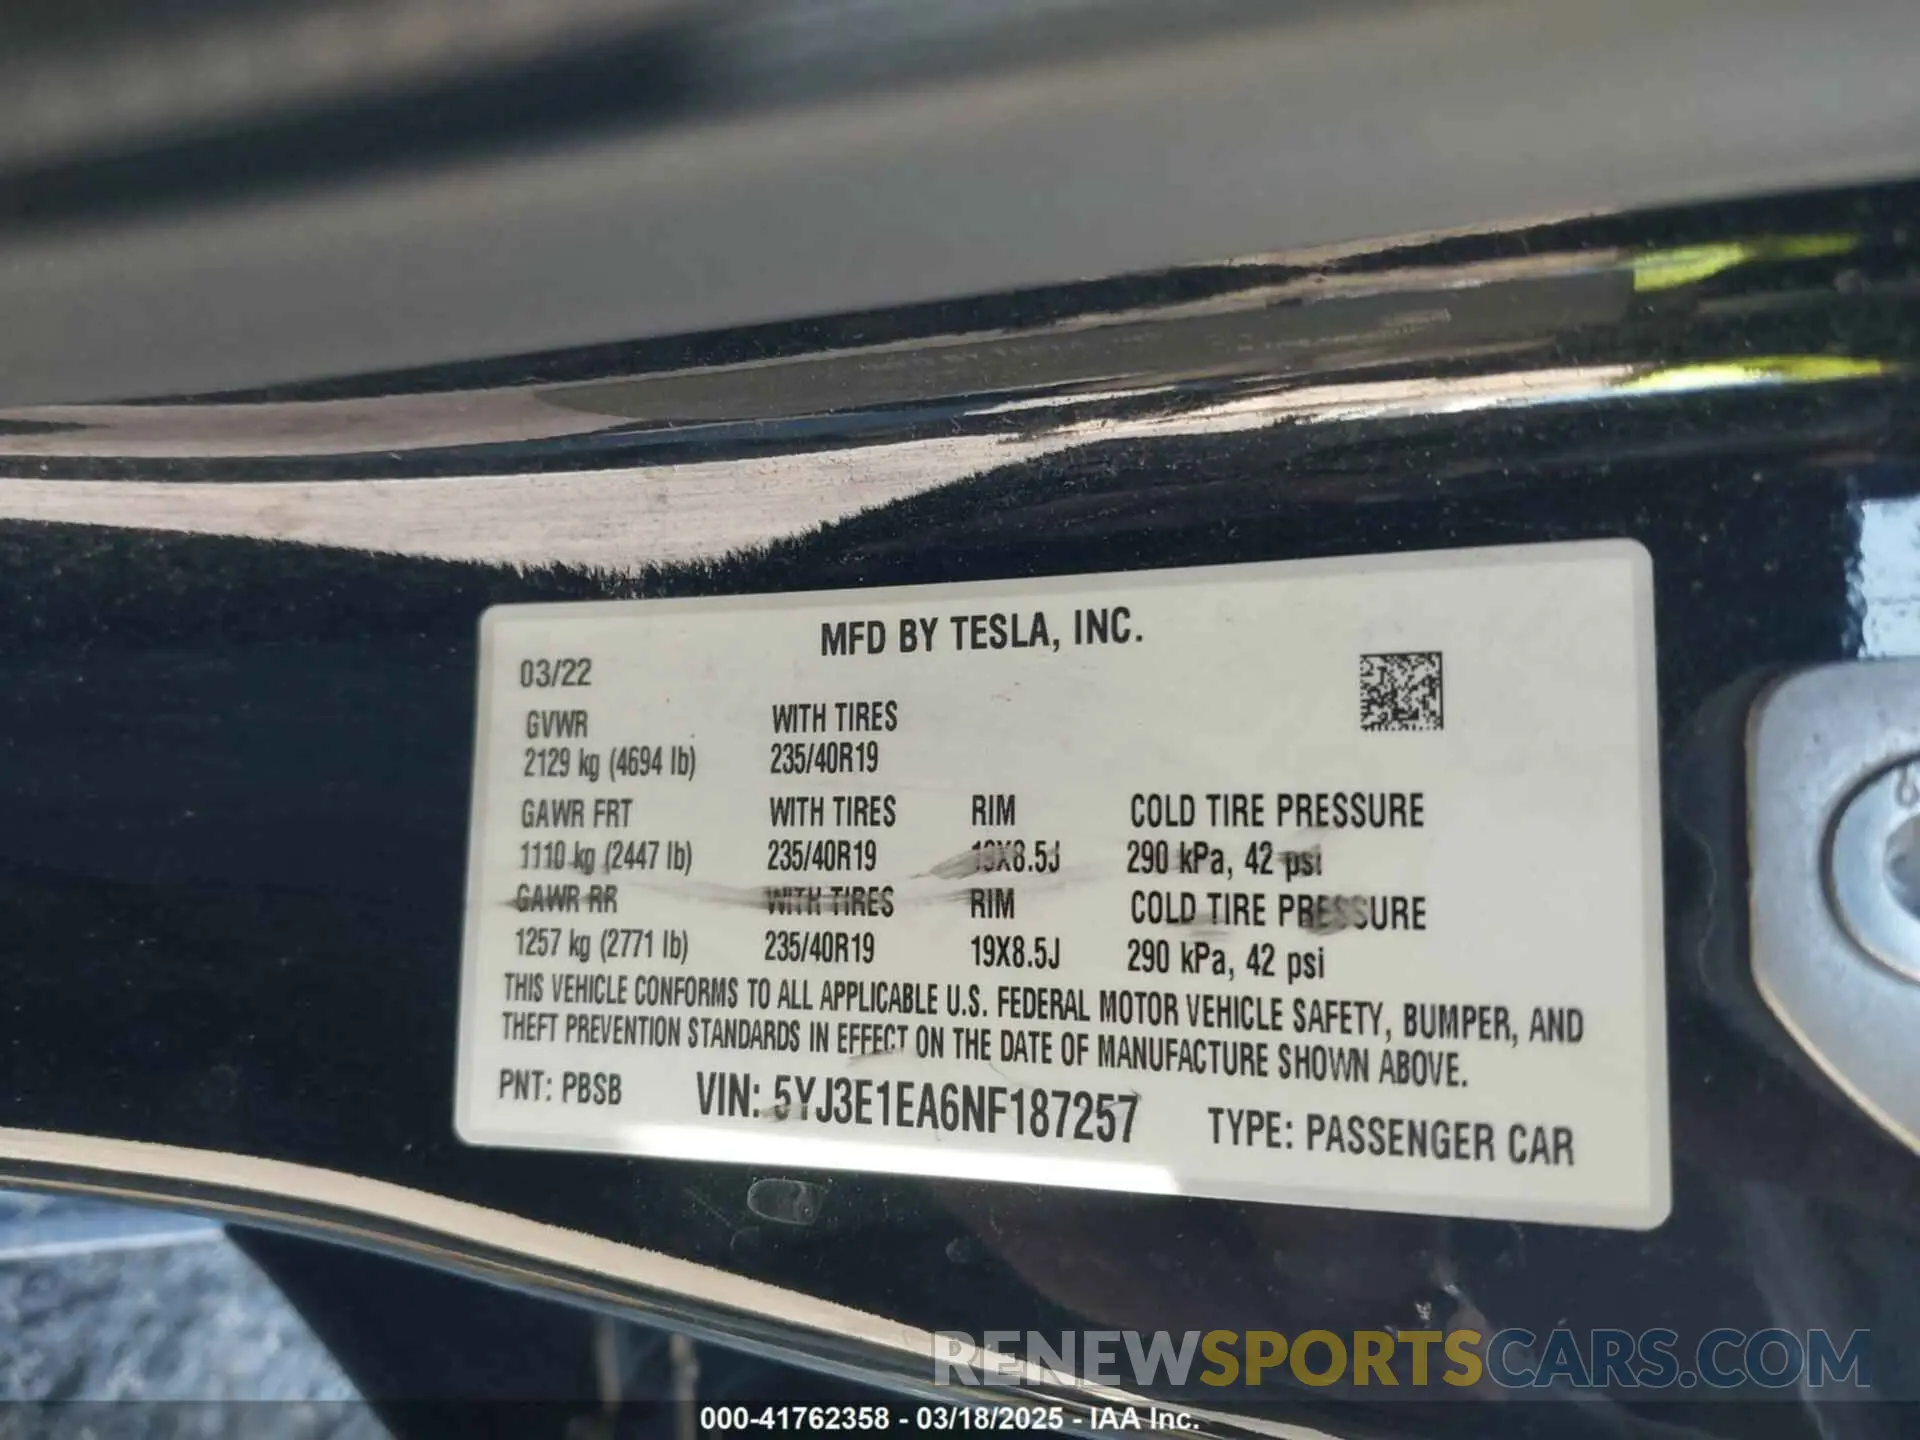 MFD BY TESLA, INC.
03/22
GVWR WITH TIRES
2129 kg (4694 lb) 235/40R19
GAWR FRT WITH TIRES RIM COLD TIRE PRESSURE
1110 kg (2447 lb) 235/40R19 19X8.5J 290 kPa, 42 psi
GAWR RR WITH TIRES RIM COLD TIRE PRESSURE
1257 kg (2771 lb) 235/40R19 19X8.5J 290 kPa, 42 psi
THIS VEHICLE CONFORMS TO ALL APPLICABLE U.S. FEDERAL MOTOR VEHICLE SAFETY, BUMPER, AND
THEFT PREVENTION STANDARDS IN EFFECT ON THE DATE OF MANUFACTURE SHOWN ABOVE.
PNT: PBSB VIN: 5YJ3E1EA6NF187257 TYPE: PASSENGER CAR
RENEWSPORTSCARS.COM
000-41762358 - 03/18/2025 - IAA Inc.